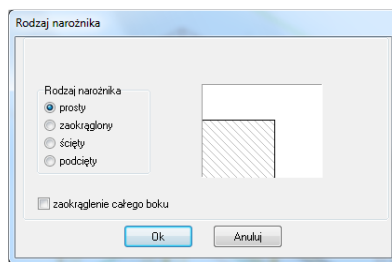 Rodzaj narożnika
Rodzaj narożnika
prosty
zaokrąglony
ścięty
podcięty
zaokrąglenie całego boku
Ok Anuluj